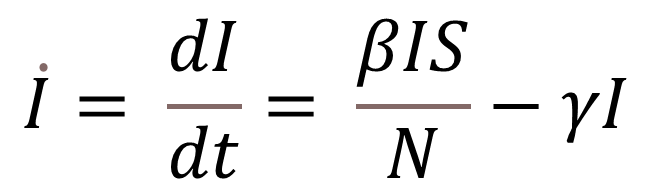 İ = dI/dt = βIS/N − γI